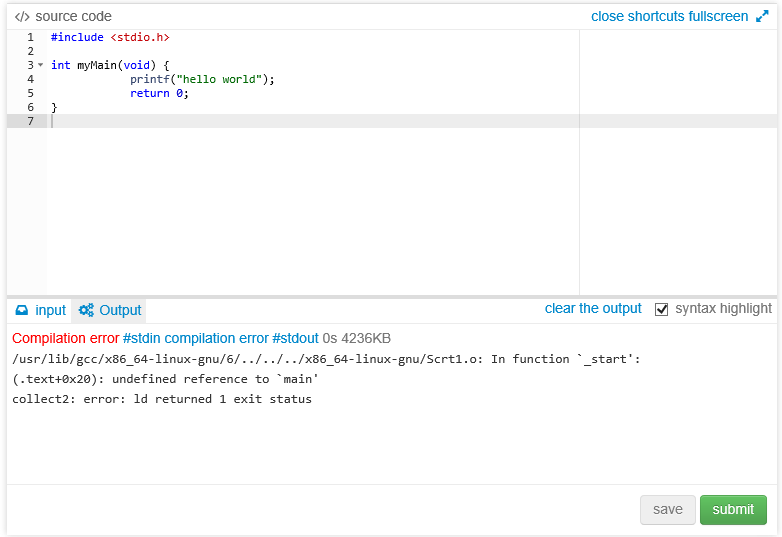 </> source code
close shortcuts fullscreen
1 #include <stdio.h>
2
3 int myMain(void) {
4 printf("hello world");
5 return 0;
6 }
7
input
Output
clear the output
syntax highlight
Compilation error #stdin compilation error #stdout 0s 4236KB
/usr/lib/gcc/x86_64-linux-gnu/6/../../../x86_64-linux-gnu/Scrt1.o: In function `_start':
(.text+0x20): undefined reference to `main'
collect2: error: ld returned 1 exit status
save
submit